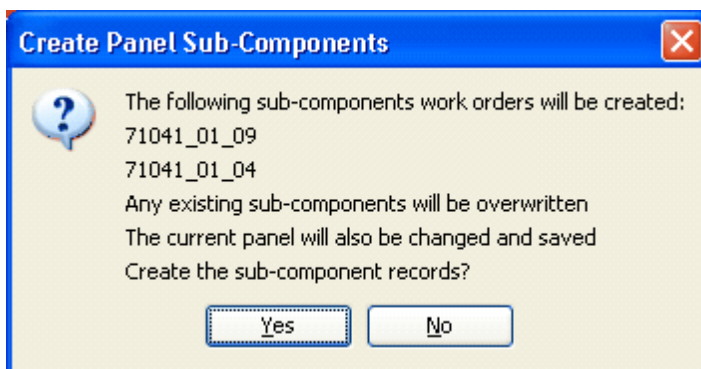 Create Panel Sub-Components
The following sub-components work orders will be created:
71041_01_09
71041_01_04
Any existing sub-components will be overwritten
The current panel will also be changed and saved
Create the sub-component records?
Yes
No